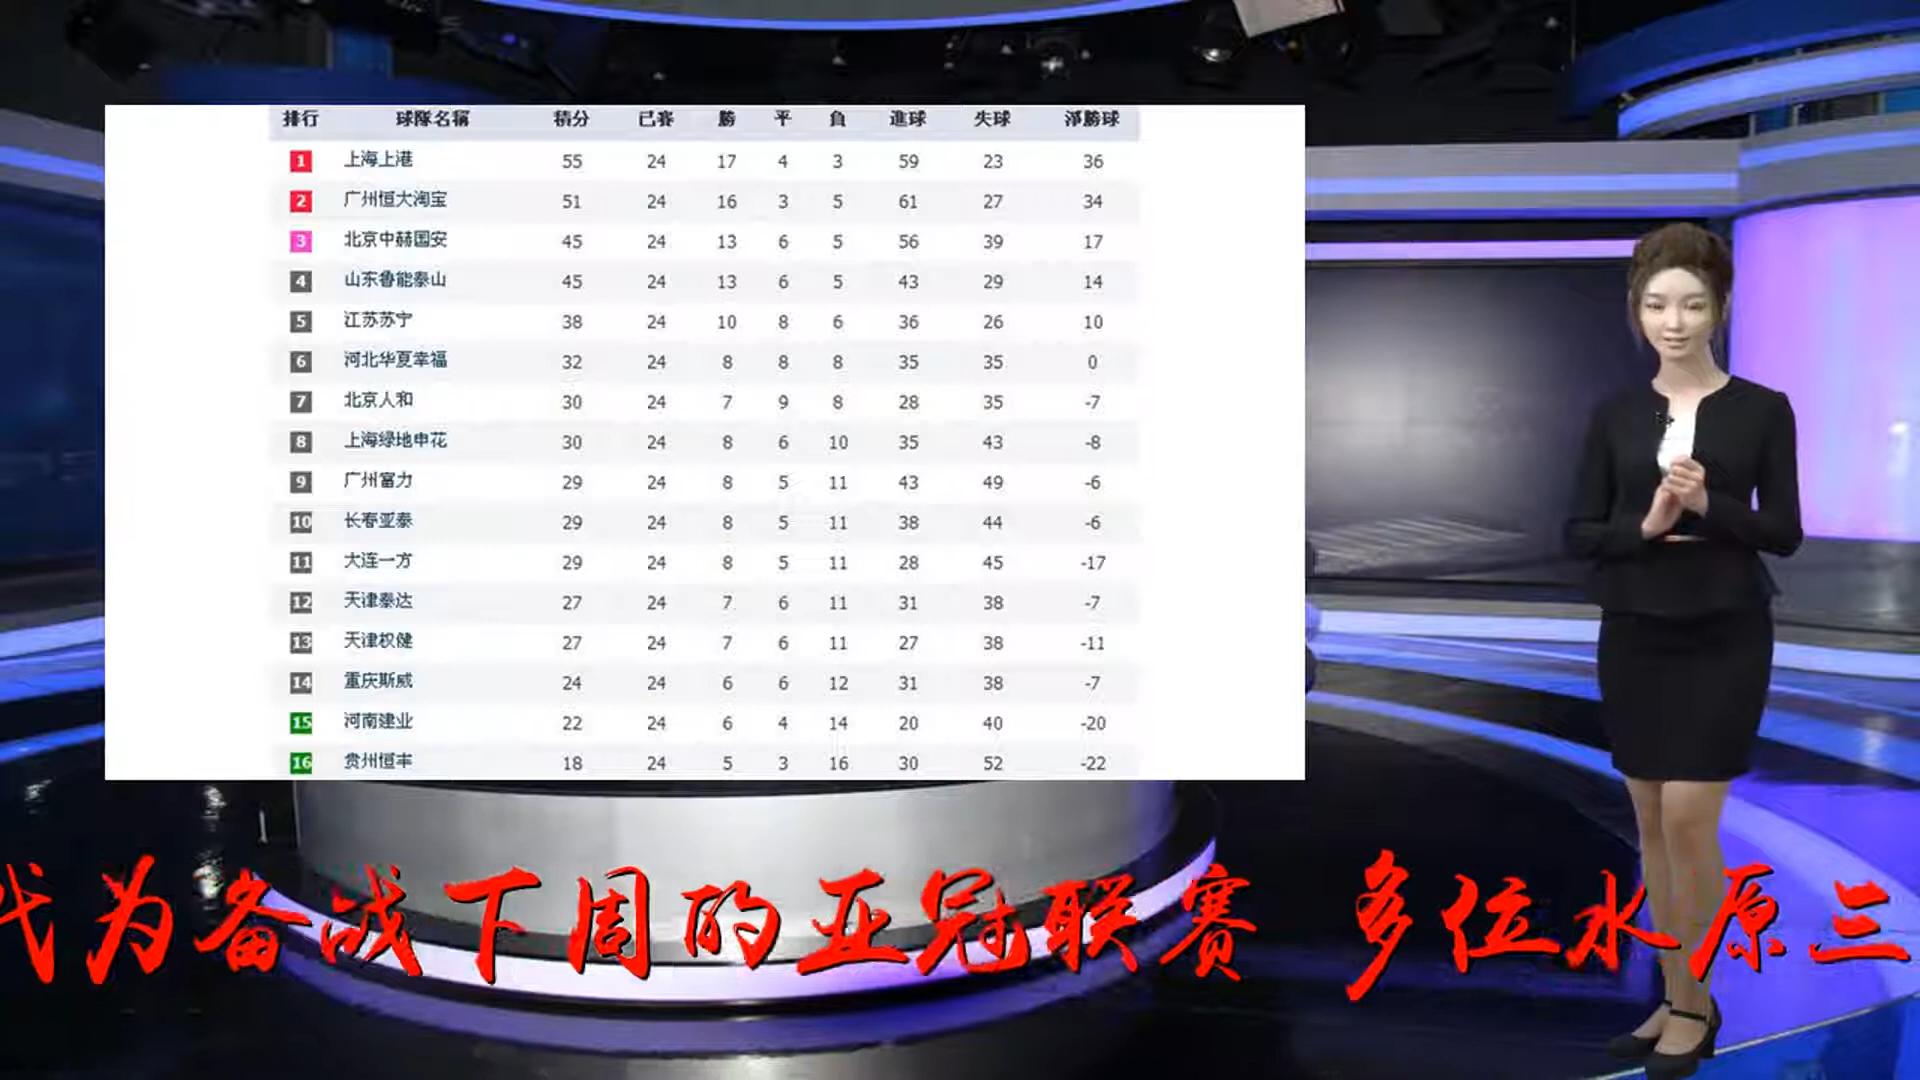 排行 球隊名稱 積分 已賽 勝 平 負 進球 失球 淨勝球
1 上海上港 55 24 17 4 3 59 23 36
2 广州恒大淘宝 51 24 16 3 5 61 27 34
3 北京中赫国安 45 24 13 6 5 56 39 17
4 山东鲁能泰山 45 24 13 6 5 43 29 14
5 江苏苏宁 38 24 10 8 6 36 26 10
6 河北华夏幸福 32 24 8 8 8 35 35 0
7 北京人和 30 24 7 9 8 28 35 -7
8 上海绿地申花 30 24 8 6 10 35 43 -8
9 广州富力 29 24 8 5 11 43 49 -6
10 长春亚泰 29 24 8 5 11 38 44 -6
11 大连一方 29 24 8 5 11 28 45 -17
12 天津泰达 27 24 7 6 11 31 38 -7
13 天津权健 27 24 7 6 11 27 38 -11
14 重庆斯威 24 24 6 6 12 31 38 -7
15 河南建业 22 24 6 4 14 20 40 -20
16 贵州恒丰 18 24 5 3 16 30 52 -22
代为备战下周的亚冠联赛 多位水原三